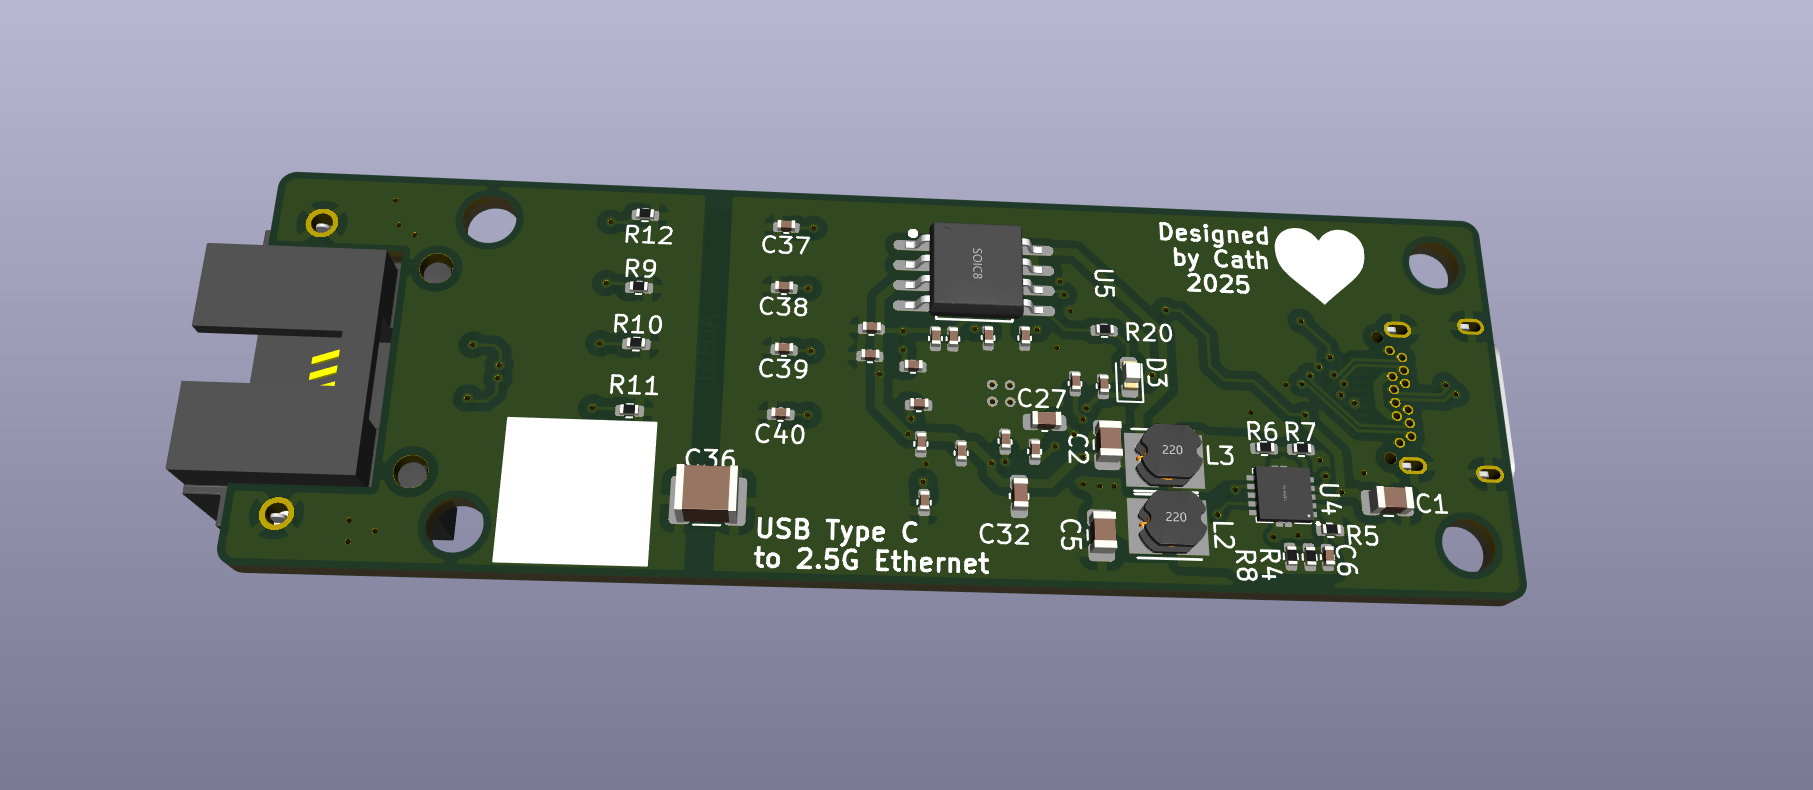 R12
R9
R10
R11
C37
C38
C39
C40
C36
SOIC8
U5
Designed
by Cath
2025
R20
D3
C27
C2
220
L3
R6
R7
U4
C1
220
L2
C5
C32
R5
R8
R4
C6
USB Type C
to 2.5G Ethernet